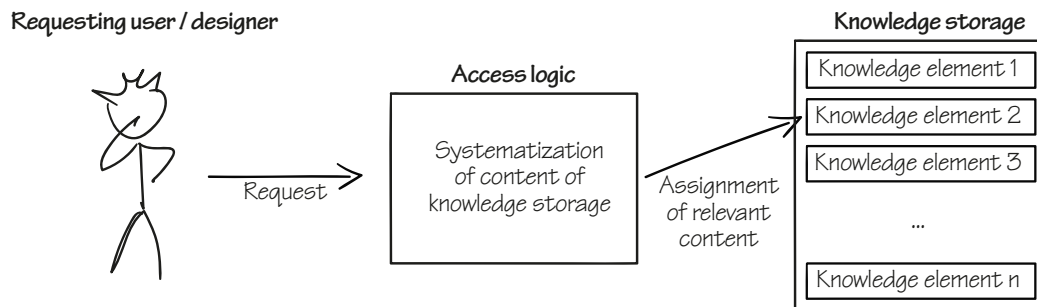 Requesting user / designer
Knowledge storage
Access logic
Knowledge element 1
Knowledge element 2
Knowledge element 3
...
Knowledge element n
Systematization
of content of
knowledge storage
Request
Assignment
of relevant
content